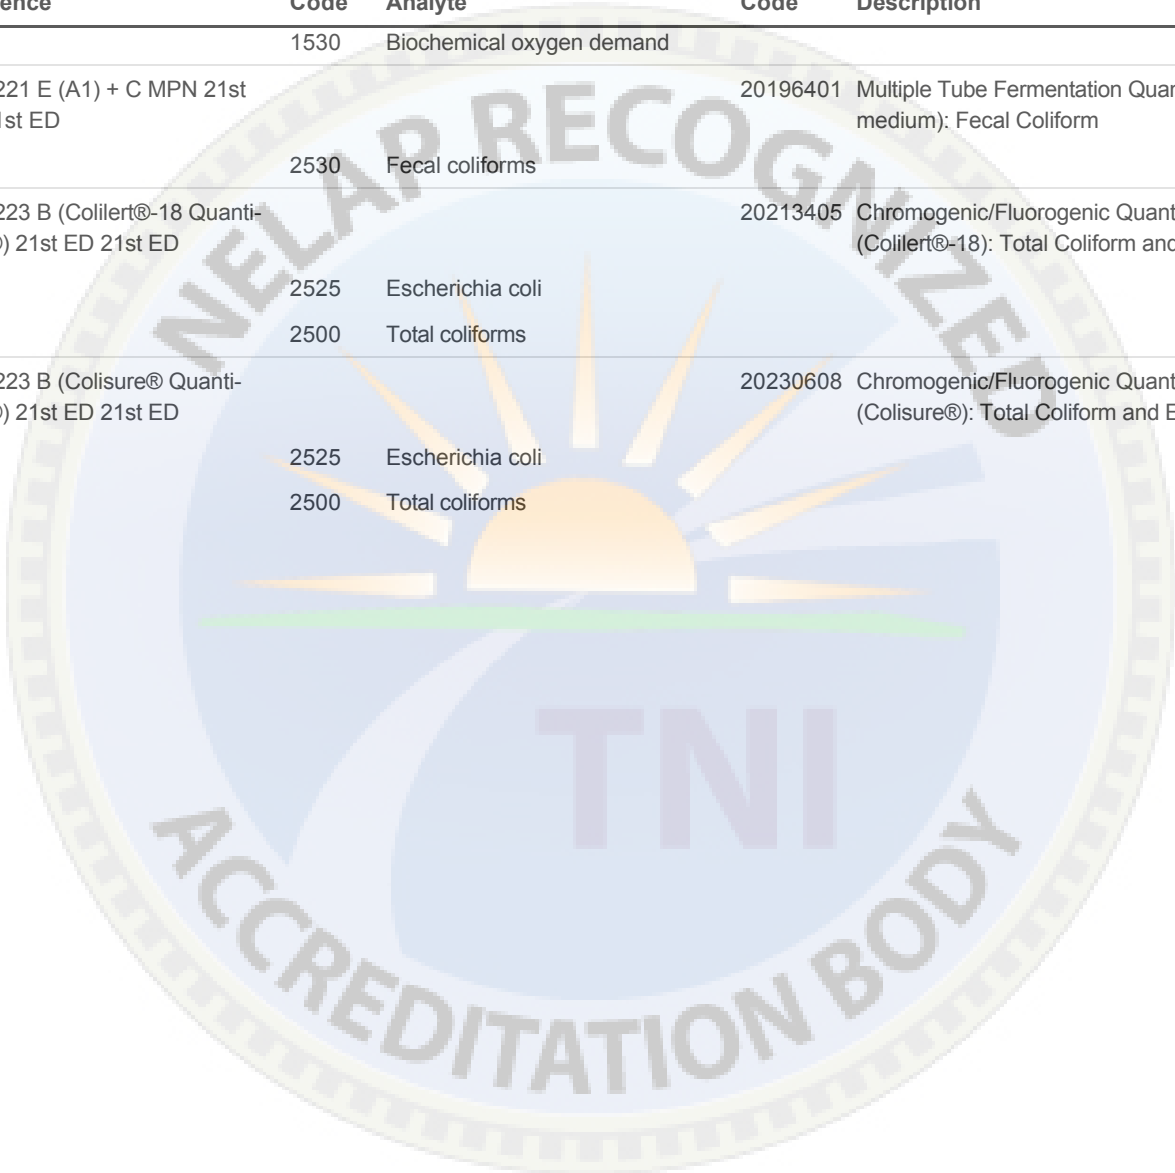 ence Code Analyte Code Description
1530 Biochemical oxygen demand
221 E (A1) + C MPN 21st 20196401 Multiple Tube Fermentation Quan
1st ED medium): Fecal Coliform
2530 Fecal coliforms
223 B (Colilert®-18 Quanti- 20213405 Chromogenic/Fluorogenic Quant
®) 21st ED 21st ED (Colilert®-18): Total Coliform and
2525 Escherichia coli
2500 Total coliforms
223 B (Colisure® Quanti- 20230608 Chromogenic/Fluorogenic Quant
®) 21st ED 21st ED (Colisure®): Total Coliform and E
2525 Escherichia coli
2500 Total coliforms
NELAP RECOGNIZED
TNI
ACCREDITATION BODY